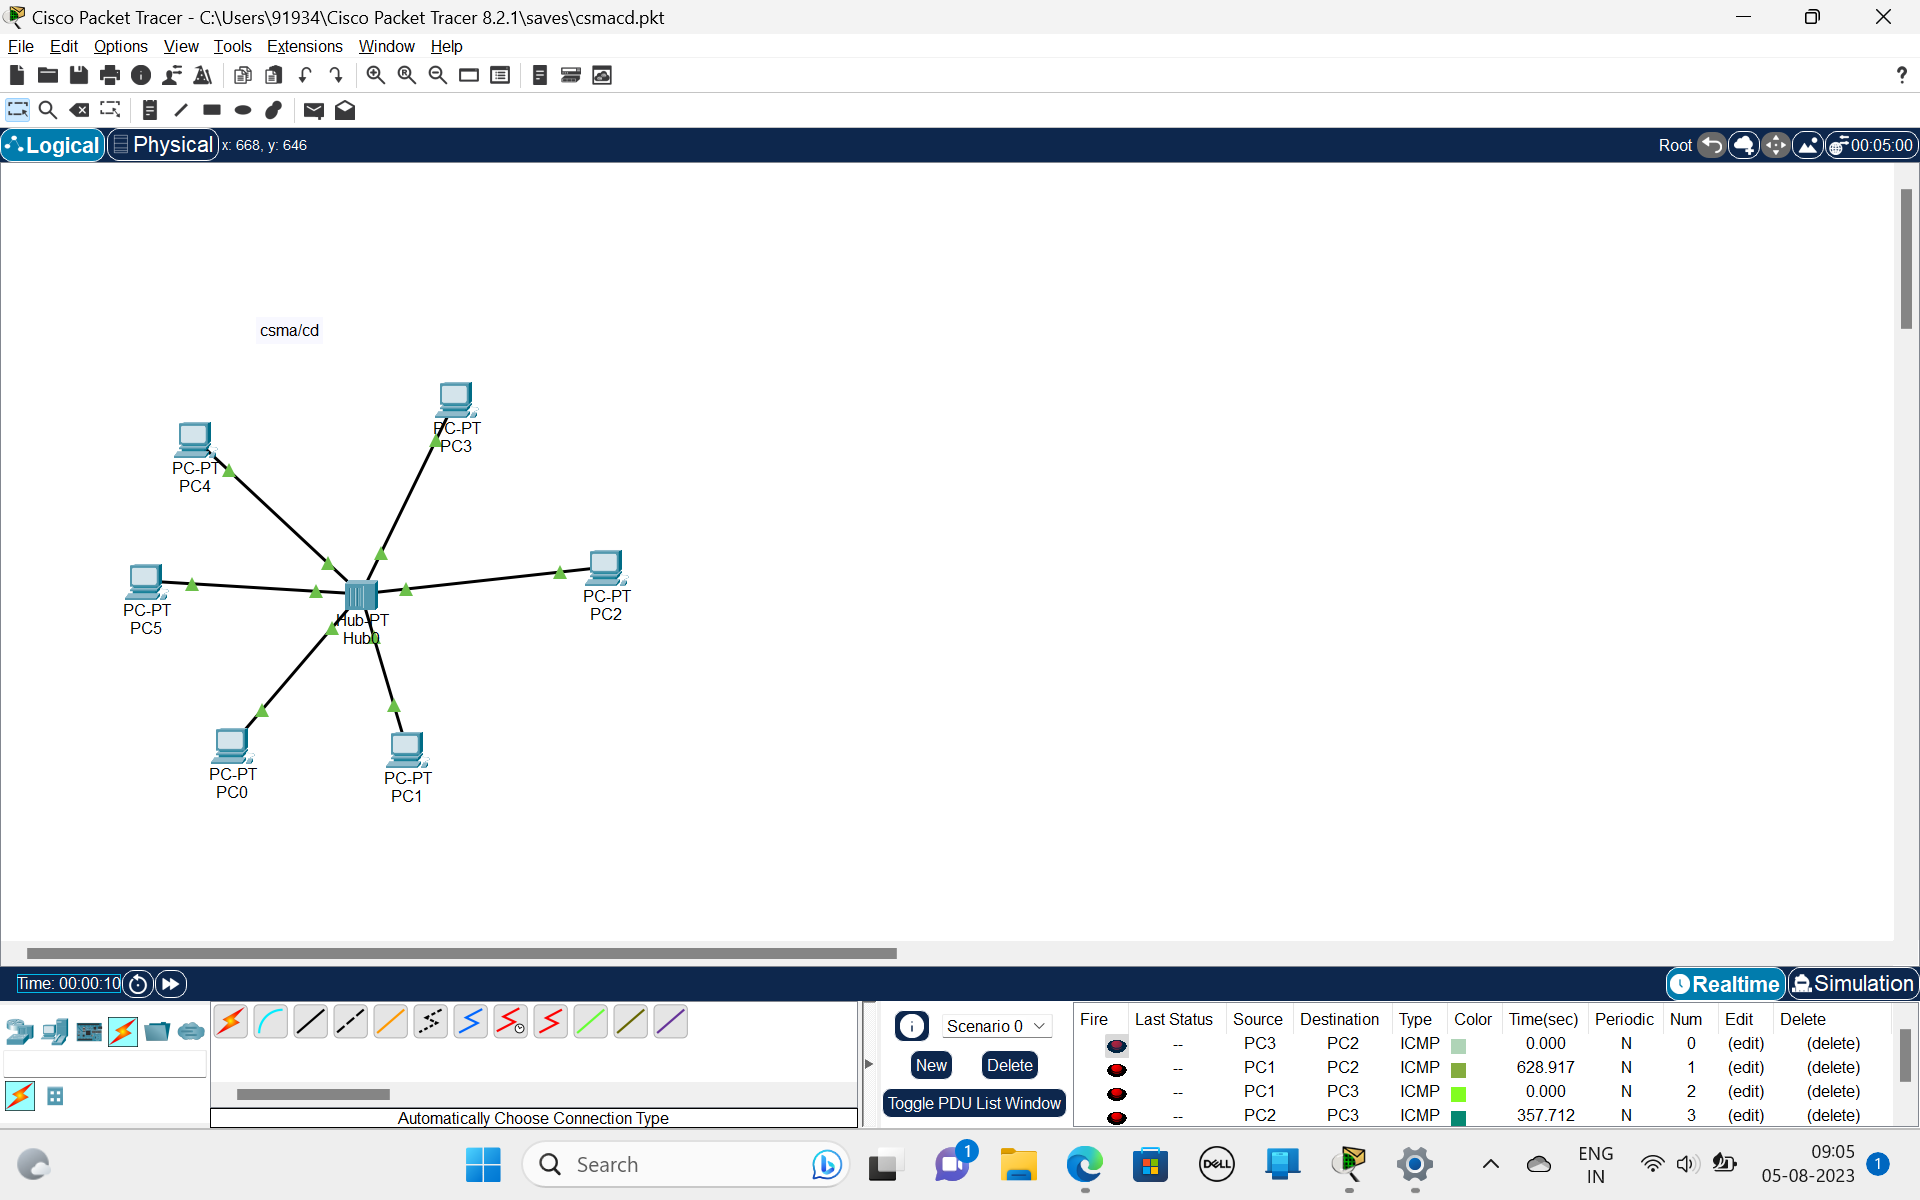 Cisco Packet Tracer - C:\Users\91934\Cisco Packet Tracer 8.2.1\saves\csmacd.pkt
File Edit Options View Tools Extensions Window Help
?
Logical Physical x: 668, y: 646 Root 00:05:00
csma/cd
PC-PT
PC3
PC-PT
PC4
PC-PT
PC2
PC-PT
PC5
Hub-PT
Hub0
PC-PT
PC0
PC-PT
PC1
Time: 00:00:10 Realtime Simulation
Automatically Choose Connection Type
Scenario 0
New Delete
Toggle PDU List Window
Fire Last Status Source Destination Type Color Time(sec) Periodic Num Edit Delete
-- PC3 PC2 ICMP 0.000 N 0 (edit) (delete)
-- PC1 PC2 ICMP 628.917 N 1 (edit) (delete)
-- PC1 PC3 ICMP 0.000 N 2 (edit) (delete)
-- PC2 PC3 ICMP 357.712 N 3 (edit) (delete)
Search 1 DELL ENG IN 09:05 05-08-2023 1